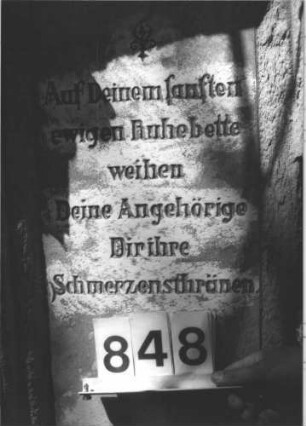 Auf Deinem sanften
ewigen Ruhebette
weihen
Deine Angehörige
Dir ihre
Schmerzensthränen
848